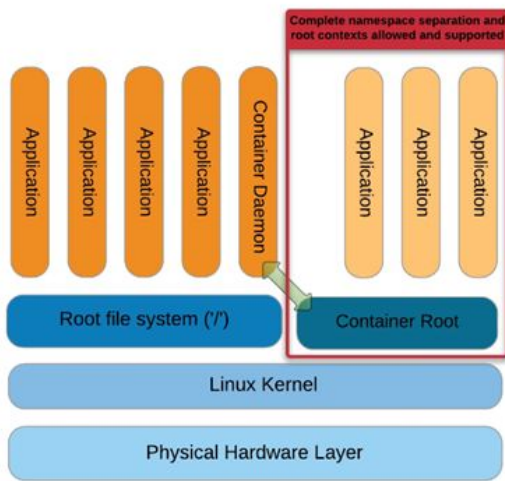 Complete namespace separation and
root contexts allowed and supported
Application
Application
Application
Application
Container Daemon
Application
Application
Application
Root file system ('/')
Container Root
Linux Kernel
Physical Hardware Layer